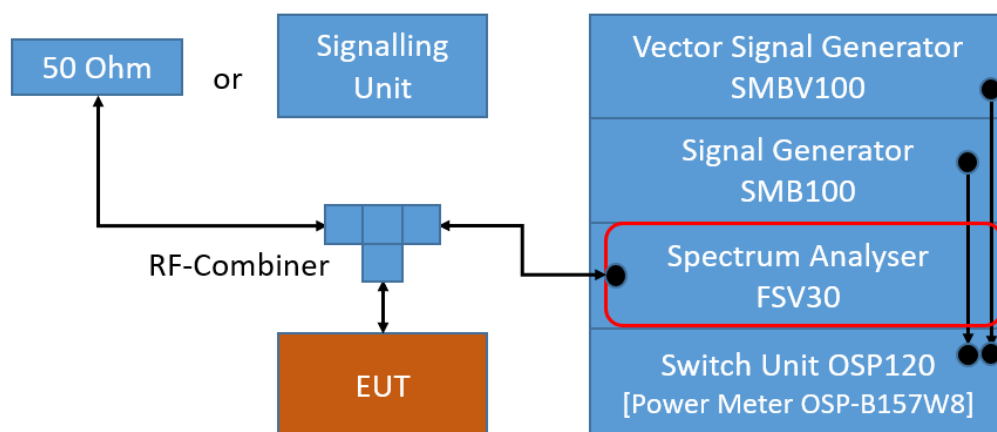 50 Ohm
or
Signalling
Unit
Vector Signal Generator
SMBV100
Signal Generator
SMB100
RF-Combiner
Spectrum Analyser
FSV30
EUT
Switch Unit OSP120
[Power Meter OSP-B157W8]